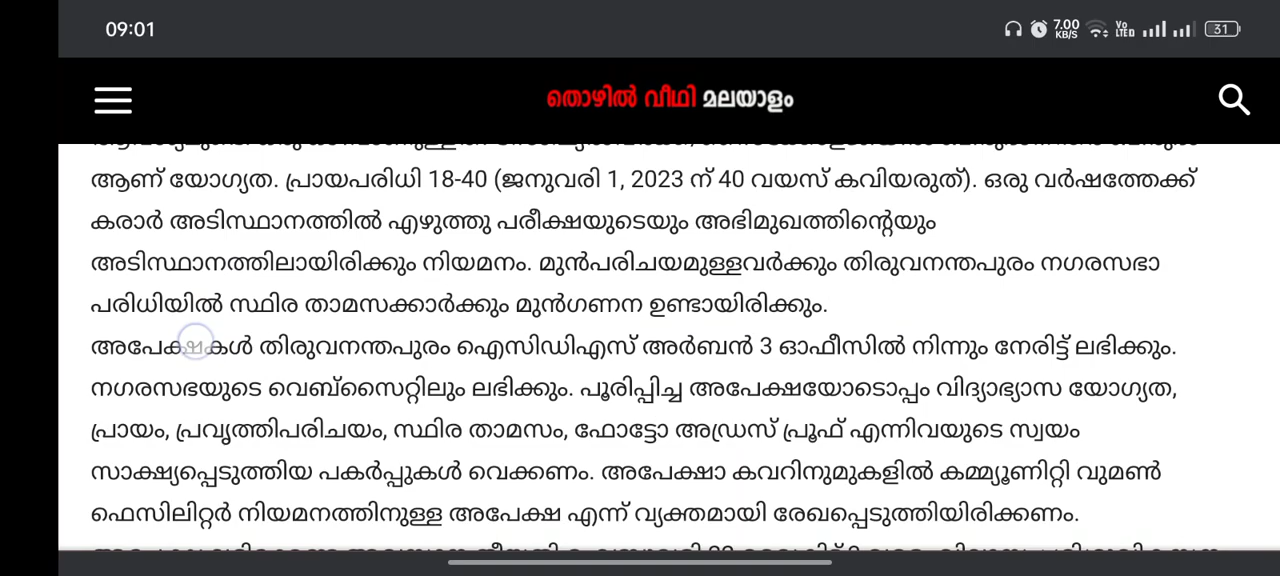 09:01
7.00
KB/S
Vo
LTED
31
തൊഴിൽ വീഥി മലയാളം
ആണ് യോഗ്യത. പ്രായപരിധി 18-40 (ജനുവരി 1, 2023 ന് 40 വയസ് കവിയരുത്). ഒരു വർഷത്തേക്ക്
കരാർ അടിസ്ഥാനത്തിൽ എഴുത്തു പരീക്ഷയുടെയും അഭിമുഖത്തിന്റെയും
അടിസ്ഥാനത്തിലായിരിക്കും നിയമനം. മുൻപരിചയമുള്ളവർക്കും തിരുവനന്തപുരം നഗരസഭാ
പരിധിയിൽ സ്ഥിര താമസക്കാർക്കും മുൻഗണന ഉണ്ടായിരിക്കും.
അപേക്ഷകൾ തിരുവനന്തപുരം ഐസിഡിഎസ് അർബൻ 3 ഓഫീസിൽ നിന്നും നേരിട്ട് ലഭിക്കും.
നഗരസഭയുടെ വെബ്സൈറ്റിലും ലഭിക്കും. പൂരിപ്പിച്ച അപേക്ഷയോടൊപ്പം വിദ്യാഭ്യാസ യോഗ്യത,
പ്രായം, പ്രവൃത്തിപരിചയം, സ്ഥിര താമസം, ഫോട്ടോ അഡ്രസ് പ്രൂഫ് എന്നിവയുടെ സ്വയം
സാക്ഷ്യപ്പെടുത്തിയ പകർപ്പുകൾ വെക്കണം. അപേക്ഷാ കവറിനുമുകളിൽ കമ്മ്യൂണിറ്റി വുമൺ
ഫെസിലിറ്റർ നിയമനത്തിനുള്ള അപേക്ഷ എന്ന് വ്യക്തമായി രേഖപ്പെടുത്തിയിരിക്കണം.